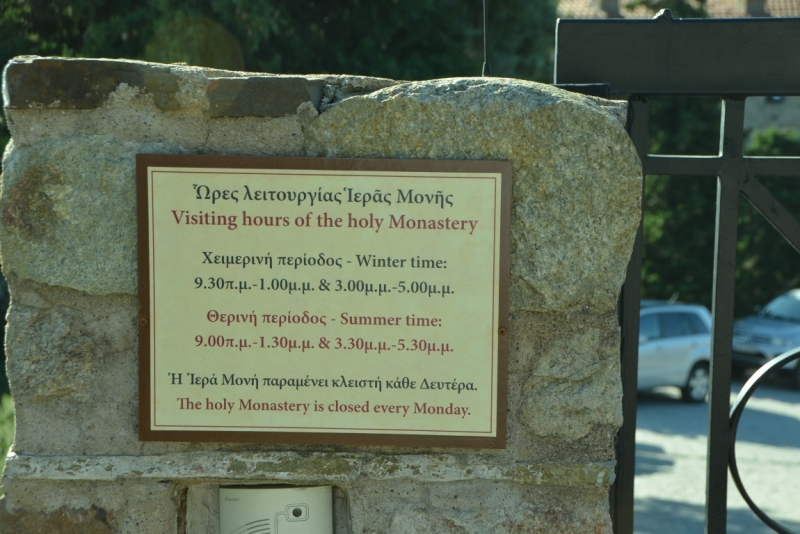 Ὧρες λειτουργίας Ἱερᾶς Μονῆς
Visiting hours of the holy Monastery
Χειμερινή περίοδος - Winter time:
9.30π.μ.-1.00μ.μ. & 3.00μ.μ.-5.00μ.μ.
Θερινή περίοδος - Summer time:
9.00π.μ.-1.30μ.μ. & 3.30μ.μ.-5.30μ.μ.
Ἡ Ἱερά Μονή παραμένει κλειστή κάθε Δευτέρα.
The holy Monastery is closed every Monday.